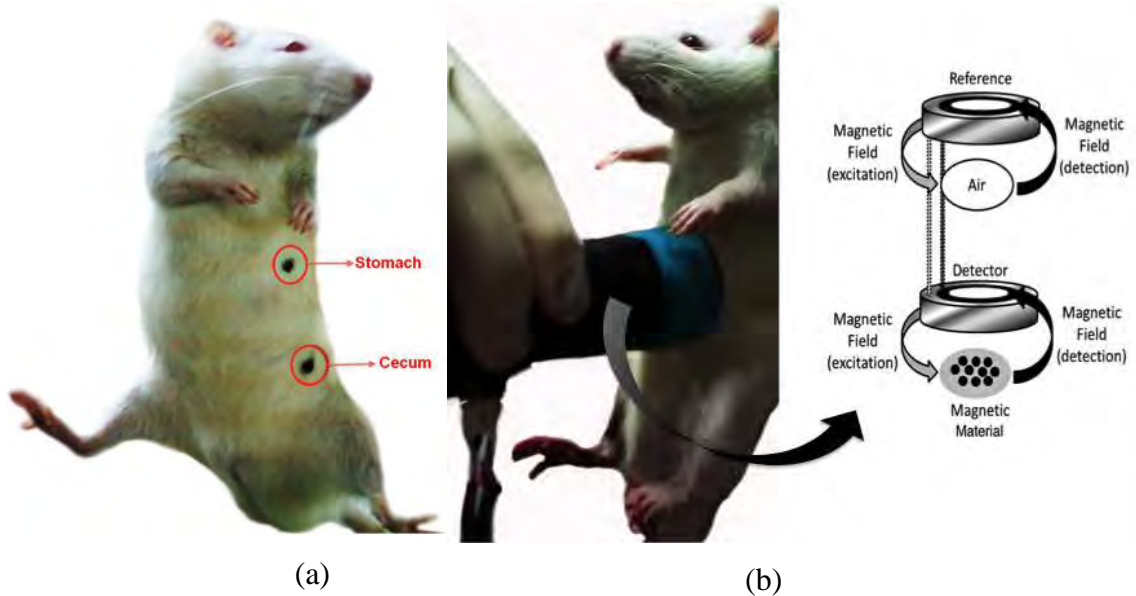 Stomach
Cecum
Reference
Magnetic
Field
(excitation)
Magnetic
Field
(detection)
Air
Detector
Magnetic
Field
(excitation)
Magnetic
Field
(detection)
Magnetic
Material
(a)
(b)